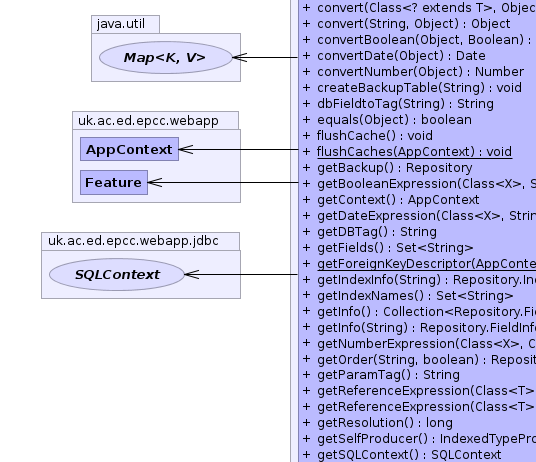 java.util
Map<K, V>
uk.ac.ed.epcc.webapp
AppContext
Feature
uk.ac.ed.epcc.webapp.jdbc
SQLContext
+ convert(Class<? extends T>, Object
+ convert(String, Object) : Object
+ convertBoolean(Object, Boolean) :
+ convertDate(Object) : Date
+ convertNumber(Object) : Number
+ createBackupTable(String) : void
+ dbFieldtoTag(String) : String
+ equals(Object) : boolean
+ flushCache() : void
+ flushCaches(AppContext) : void
+ getBackup() : Repository
+ getBooleanExpression(Class<X>, S
+ getContext() : AppContext
+ getDateExpression(Class<X>, Strin
+ getDBTag() : String
+ getFields() : Set<String>
+ getForeignKeyDescriptor(AppConte
+ getIndexInfo(String) : Repository.In
+ getIndexNames() : Set<String>
+ getInfo() : Collection<Repository.Fi
+ getInfo(String) : Repository.FieldInf
+ getNumberExpression(Class<X>, C
+ getOrder(String, boolean) : Reposit
+ getParamTag() : String
+ getReferenceExpression(Class<T>
+ getReferenceExpression(Class<T>
+ getResolution() : long
+ getSelfProducer() : IndexedTypePro
+ getSQLContext() : SQLContext